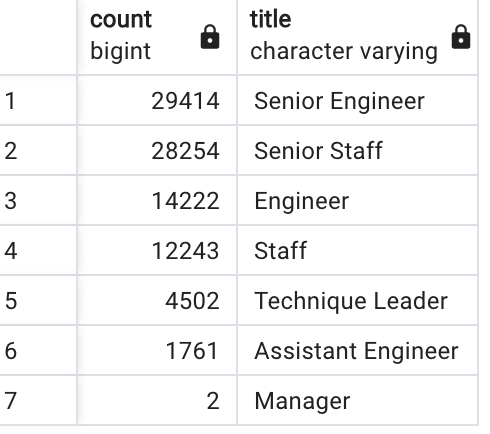 count title
bigint character varying
1 29414 Senior Engineer
2 28254 Senior Staff
3 14222 Engineer
4 12243 Staff
5 4502 Technique Leader
6 1761 Assistant Engineer
7 2 Manager